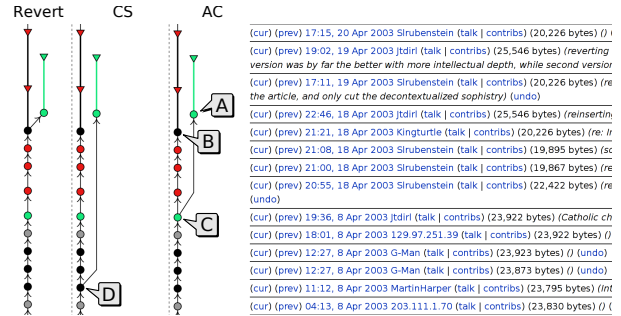 Revert CS AC
(cur) (prev) 17:15, 20 Apr 2003 Slrubenstein (talk | contribs) (20,226 bytes) ()
(cur) (prev) 19:02, 19 Apr 2003 Jtdirl (talk | contribs) (25,546 bytes) (reverting
version was by far the better with more intellectual depth, while second version
(cur) (prev) 17:11, 19 Apr 2003 Slrubenstein (talk | contribs) (20,226 bytes) (re
the article, and only cut the decontextualized sophistry) (undo)
(cur) (prev) 22:46, 18 Apr 2003 Jtdirl (talk | contribs) (25,546 bytes) (reinserting
(cur) (prev) 21:21, 18 Apr 2003 Kingturtle (talk | contribs) (20,226 bytes) (re:
(cur) (prev) 21:08, 18 Apr 2003 Slrubenstein (talk | contribs) (19,895 bytes)
(cur) (prev) 21:00, 18 Apr 2003 Slrubenstein (talk | contribs) (19,867 bytes) (re
(cur) (prev) 20:55, 18 Apr 2003 Slrubenstein (talk | contribs) (22,422 bytes) (re
(undo)
(cur) (prev) 19:36, 8 Apr 2003 Jtdirl (talk | contribs) (23,922 bytes) (Catholic ch
(cur) (prev) 18:01, 8 Apr 2003 129.97.251.39 (talk | contribs) (23,922 bytes) ()
(cur) (prev) 12:27, 8 Apr 2003 G-Man (talk | contribs) (23,923 bytes) () (undo)
(cur) (prev) 12:27, 8 Apr 2003 G-Man (talk | contribs) (23,873 bytes) () (undo)
(cur) (prev) 11:12, 8 Apr 2003 MartinHarper (talk | contribs) (23,795 bytes) (Int
(cur) (prev) 04:13, 8 Apr 2003 203.111.1.70 (talk | contribs) (23,830 bytes) () (
A
B
C
D